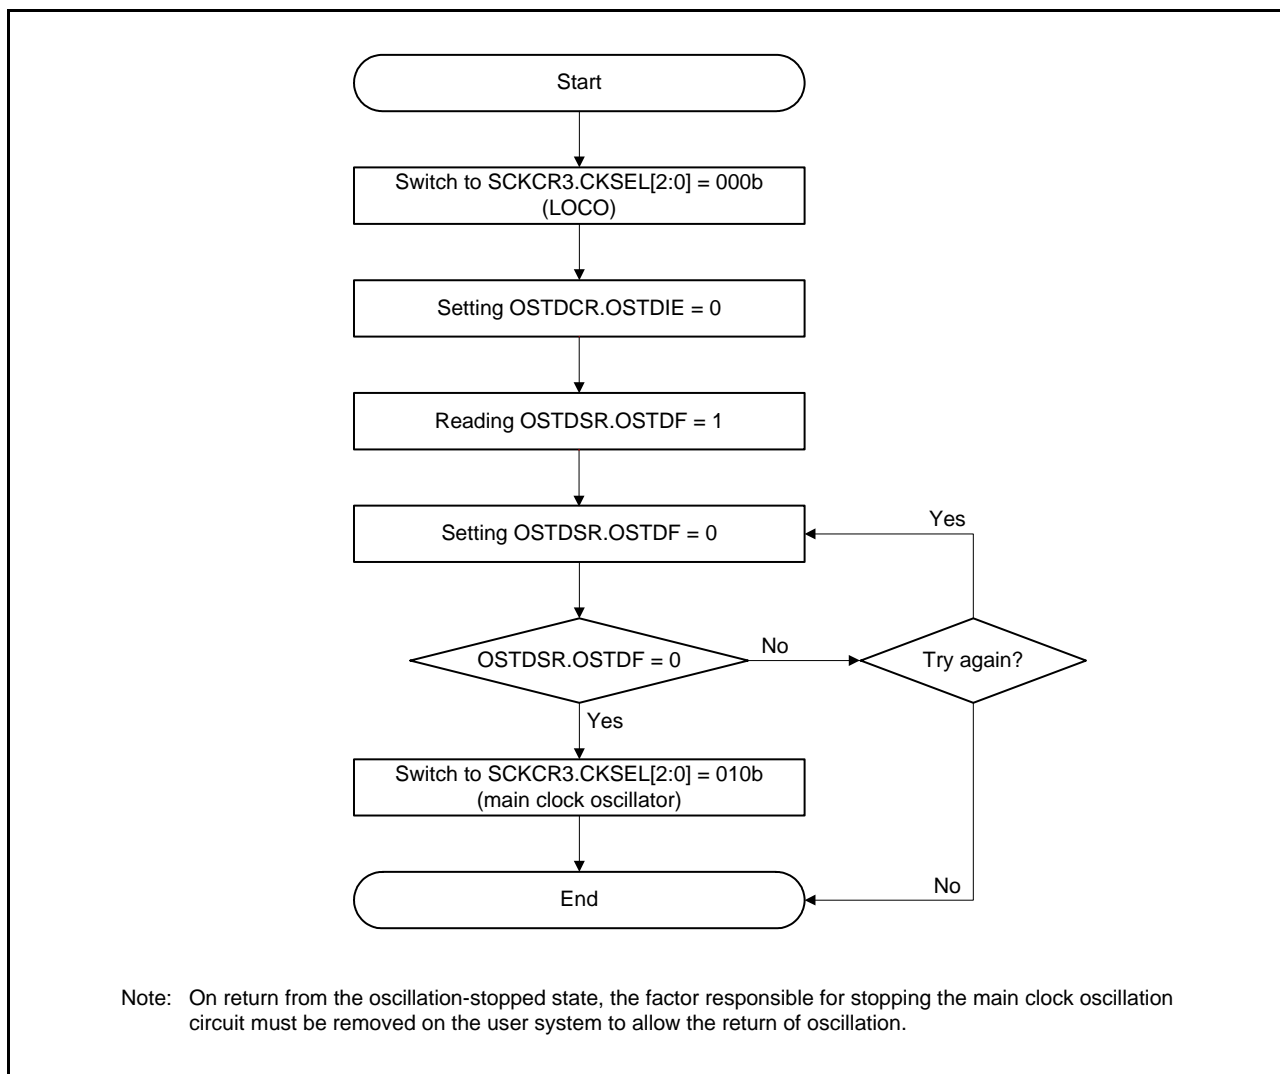 Start
Switch to SCKCR3.CKSEL[2:0] = 000b
(LOCO)
Setting OSTDCR.OSTDIE = 0
Reading OSTDSR.OSTDF = 1
Setting OSTDSR.OSTDF = 0
Yes
OSTDSR.OSTDF = 0
No
Try again?
Yes
Switch to SCKCR3.CKSEL[2:0] = 010b
(main clock oscillator)
No
End
Note: On return from the oscillation-stopped state, the factor responsible for stopping the main clock oscillation
circuit must be removed on the user system to allow the return of oscillation.